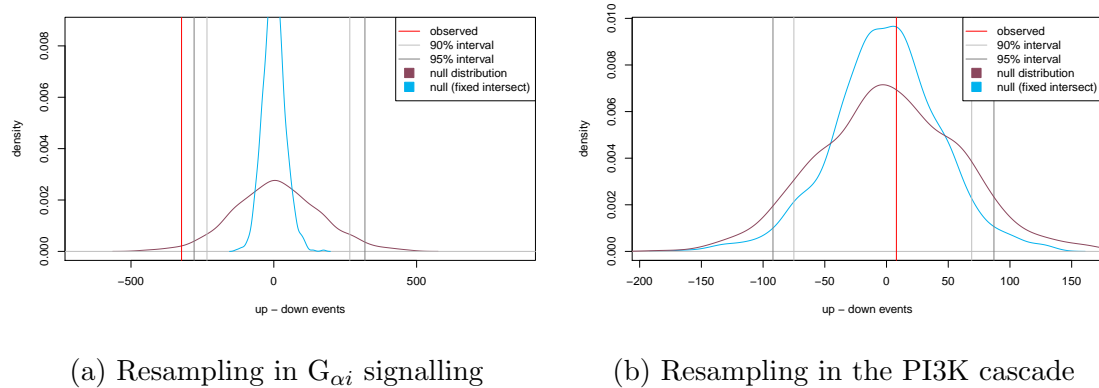 0.000 0.002 0.004 0.006 0.008
density
−500 0 500
up − down events
observed
90% interval
95% interval
null distribution
null (fixed intersect)
(a) Resampling in Gαi signalling
0.000 0.002 0.004 0.006 0.008 0.010
density
−200 −150 −100 −50 0 50 100 150
up − down events
observed
90% interval
95% interval
null distribution
null (fixed intersect)
(b) Resampling in the PI3K cascade